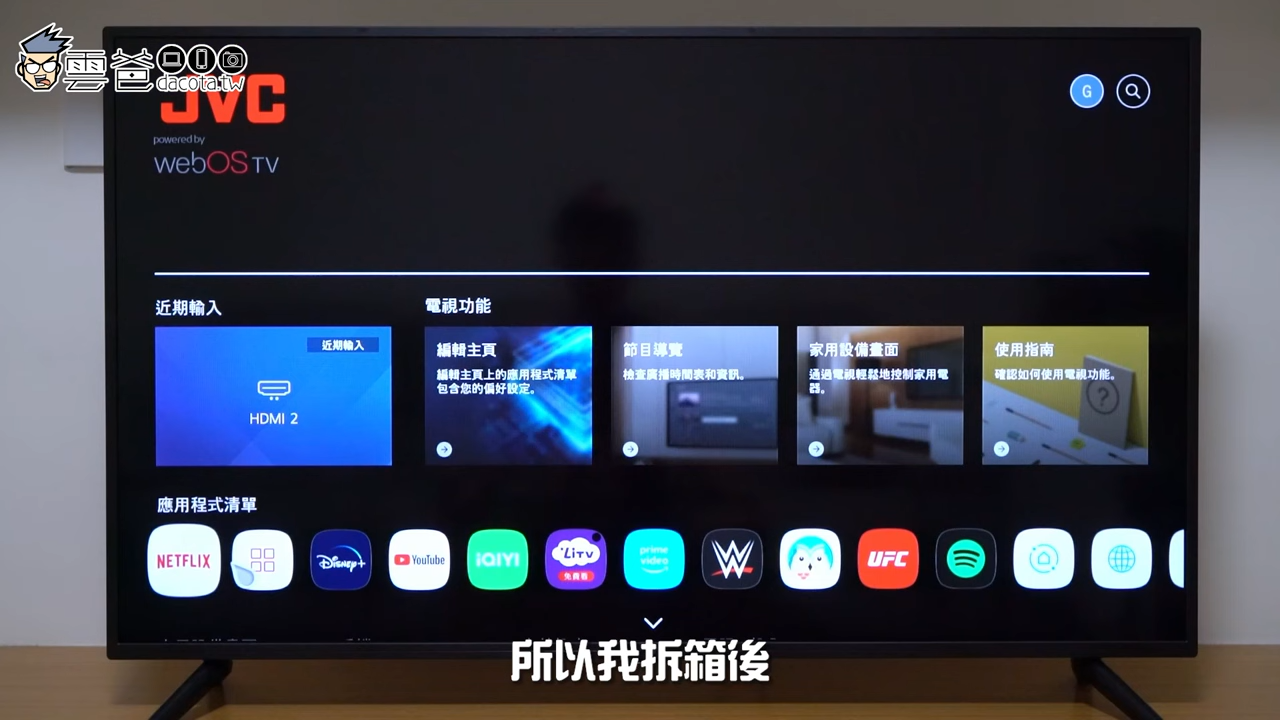 雲爸
dacota.tw
JVC
powered by
webOS TV
G
近期輸入
電視功能
近期輸入
HDMI 2
編輯主頁
編輯主頁上的應用程式清單
包含您的偏好設定。
節目導覽
檢查廣播時間表和資訊。
家用設備畫面
通過電視輕鬆地控制家用電
器。
使用指南
確認如何使用電視功能。
應用程式清單
NETFLIX
Disney+
YouTube
iQIYI
LiTV
免費看
prime
video
W
UFC
所以我拆箱後